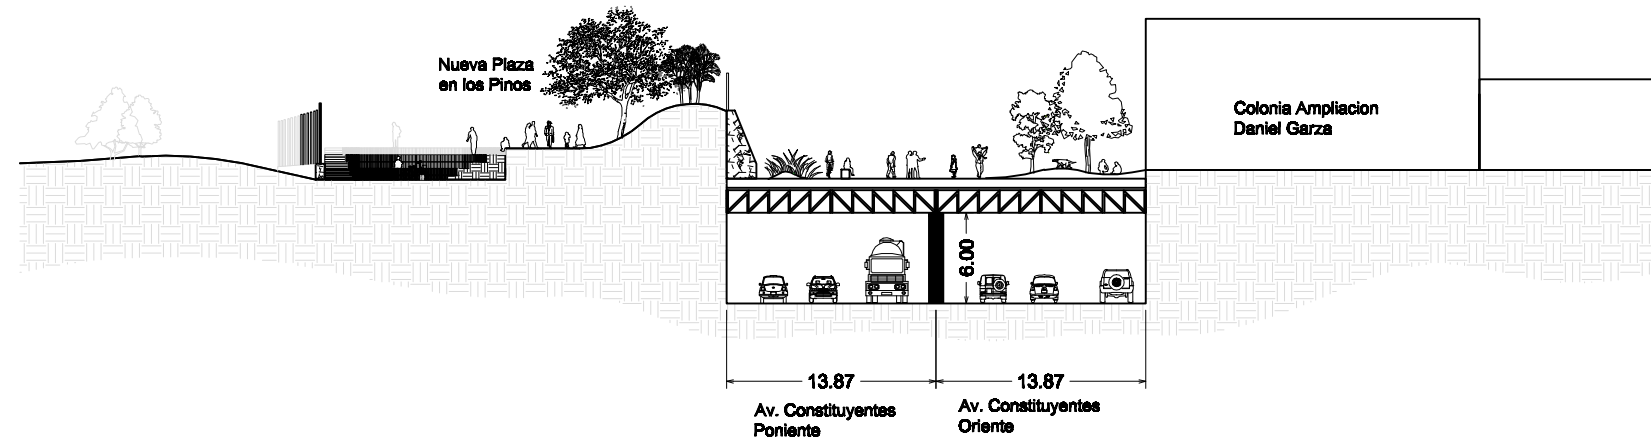 Nueva Plaza
en los Pinos
Colonia Ampliacion
Daniel Garza
6.00
13.87
13.87
Av. Constituyentes
Poniente
Av. Constituyentes
Oriente